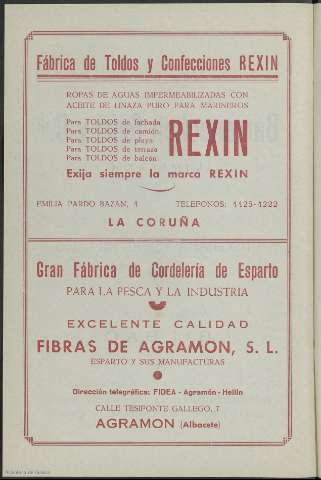 Fábrica de Toldos y Confecciones REXIN
ROPAS DE AGUAS IMPERMEABILIZADAS CON
ACEITE DE LINAZA PURO PARA MARINEROS
Para TOLDOS de fachada
Para TOLDOS de camión
Para TOLDOS de playa
Para TOLDOS de terraza
Para TOLDOS de balcón
REXIN
Exija siempre la marca REXIN
EMILIA PARDO BAZAN, 1 TELEFONOS: 1125-1222
LA CORUÑA
Gran Fábrica de Cordelería de Esparto
PARA LA PESCA Y LA INDUSTRIA
EXCELENTE CALIDAD
FIBRAS DE AGRAMON, S. L.
ESPARTO Y SUS MANUFACTURAS
Dirección telegráfica: FIDEA - Agramón - Hellín
CALLE TESIFONTE GALLEGO, 7
AGRAMON (Albacete)